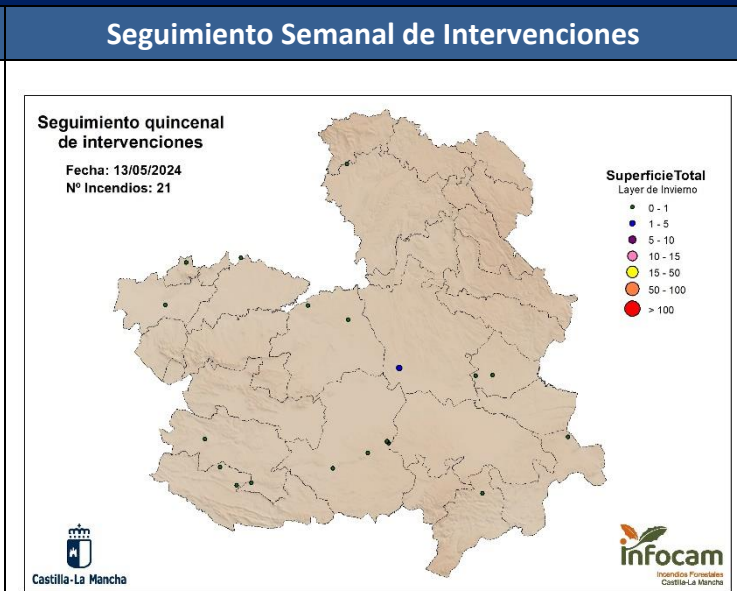 Seguimiento Semanal de Intervenciones
Seguimiento quincenal
de intervenciones
Fecha: 13/05/2024
Nº Incendios: 21
SuperficieTotal
Layer de Invierno
0 - 1
1 - 5
5 - 10
10 - 15
15 - 50
50 - 100
> 100
Castilla-La Mancha
infocam
Incendios Forestales
Castilla-La Mancha